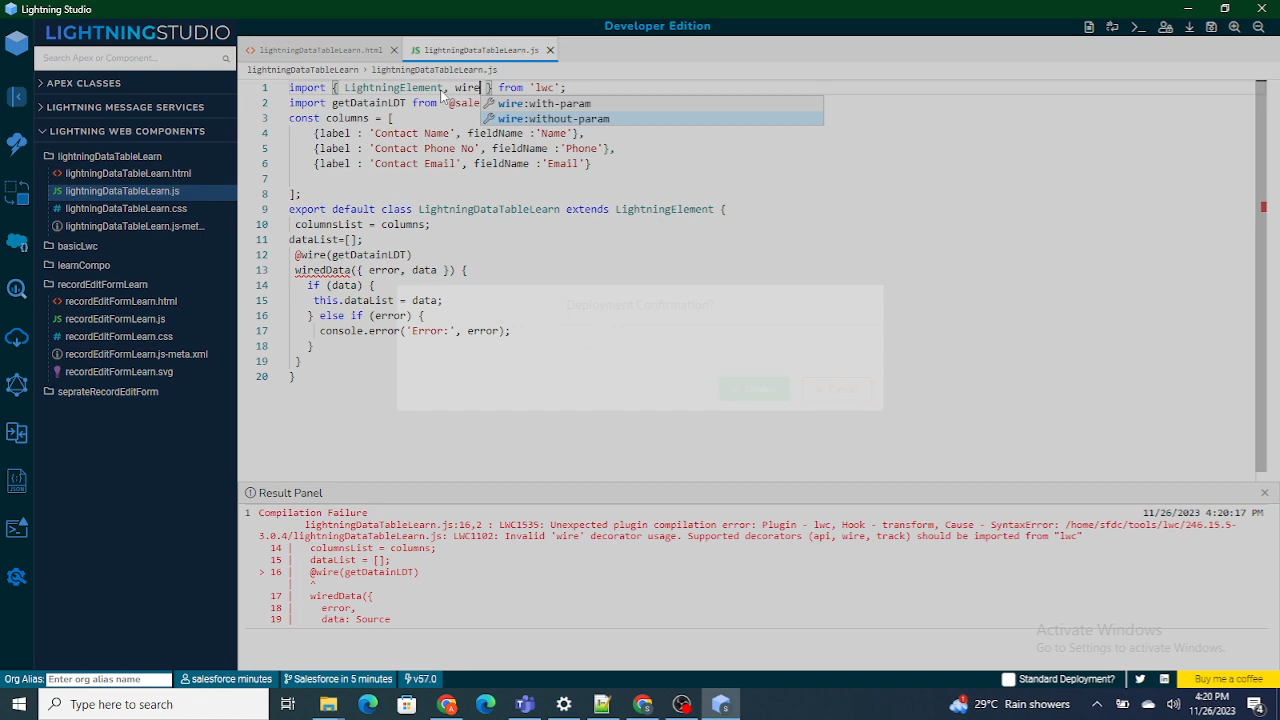 Lightning Studio
Developer Edition
LIGHTNINGSTUDIO
Search Apex or Component...
APEX CLASSES
LIGHTNING MESSAGE SERVICES
LIGHTNING WEB COMPONENTS
lightningDataTableLearn
lightningDataTableLearn.html
lightningDataTableLearn.js
lightningDataTableLearn.css
lightningDataTableLearn.js-met...
basicLwc
learnCompo
recordEditFormLearn
recordEditFormLearn.html
recordEditFormLearn.js
recordEditFormLearn.css
recordEditFormLearn.js-meta.xml
recordEditFormLearn.svg
seprateRecordEditForm
<> lightningDataTableLearn.html
JS lightningDataTableLearn.js
lightningDataTableLearn > lightningDataTableLearn.js
1 import { LightningElement, wire } from 'lwc';
2 import getDatainLDT from '@sale
wire:with-param
wire:without-param
3 const columns = [
4 {label : 'Contact Name', fieldName :'Name'},
5 {label : 'Contact Phone No', fieldName :'Phone'},
6 {label : 'Contact Email', fieldName :'Email'}
7
8 ];
9 export default class LightningDataTableLearn extends LightningElement {
10 columnsList = columns;
11 dataList=[];
12 @wire(getDatainLDT)
13 wiredData({ error, data }) {
14 if (data) {
15 this.dataList = data;
16 } else if (error) {
17 console.error('Error:', error);
18 }
19 }
20 }
Deployment Confirmation?
Cancel
Result Panel
1 Compilation Failure 11/26/2023 4:20:17 PM
lightningDataTableLearn.js:16,2 : LWC1535: Unexpected plugin compilation error: Plugin - lwc, Hook - transform, Cause - SyntaxError: /home/sfdc/tools/lwc/246.15.5-
3.0.4/lightningDataTableLearn.js: LWC1102: Invalid 'wire' decorator usage. Supported decorators (api, wire, track) should be imported from "lwc"
14 | columnsList = columns;
15 | dataList = [];
> 16 | @wire(getDatainLDT)
| ^
17 | wiredData({
18 | error,
19 | data: Source
Activate Windows
Go to Settings to activate Windows.
Org Alias: Enter org alias name salesforce minutes Salesforce in 5 minutes v57.0 Standard Deployment? Buy me a coffee
Type here to search
29°C Rain showers
4:20 PM
11/26/2023
4